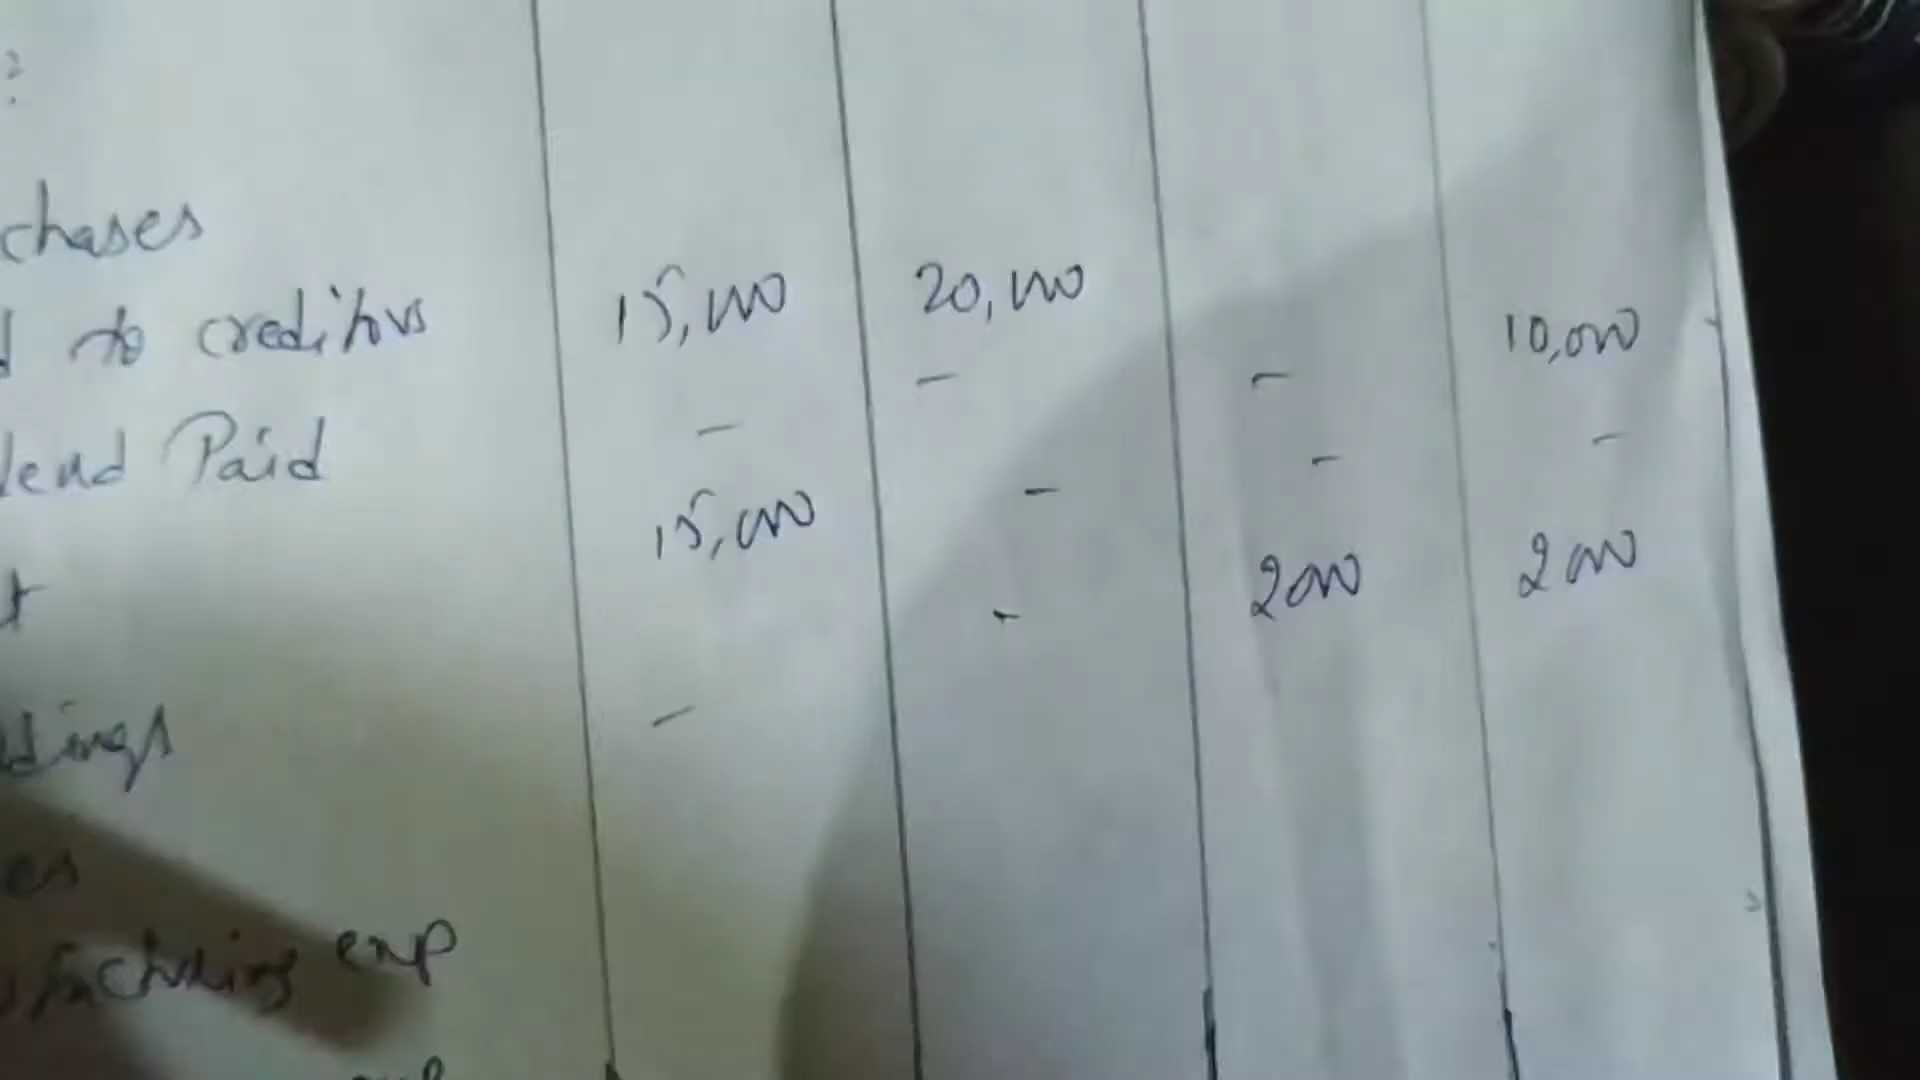 :
chases
to creditors 15,000 20,000 10,000
- - -
lend Paid - - -
15,000 - 2000 2000
t
-
dings
es
facturing exp
exp